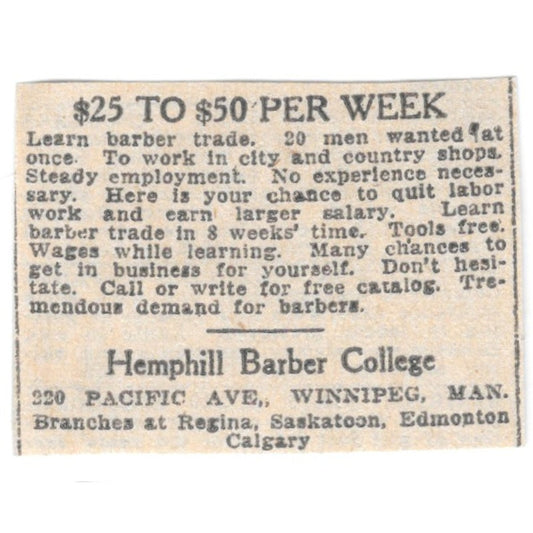 $25 TO $50 PER WEEK
Learn barber trade. 20 men wanted at
once. To work in city and country shops.
Steady employment. No experience neces-
sary. Here is your chance to quit labor
work and earn larger salary. Learn
barber trade in 8 weeks' time. Tools free.
Wages while learning. Many chances to
get in business for yourself. Don't hesi-
tate. Call or write for free catalog. Tre-
mendous demand for barbers.
Hemphill Barber College
220 PACIFIC AVE., WINNIPEG, MAN.
Branches at Regina, Saskatoon, Edmonton
Calgary